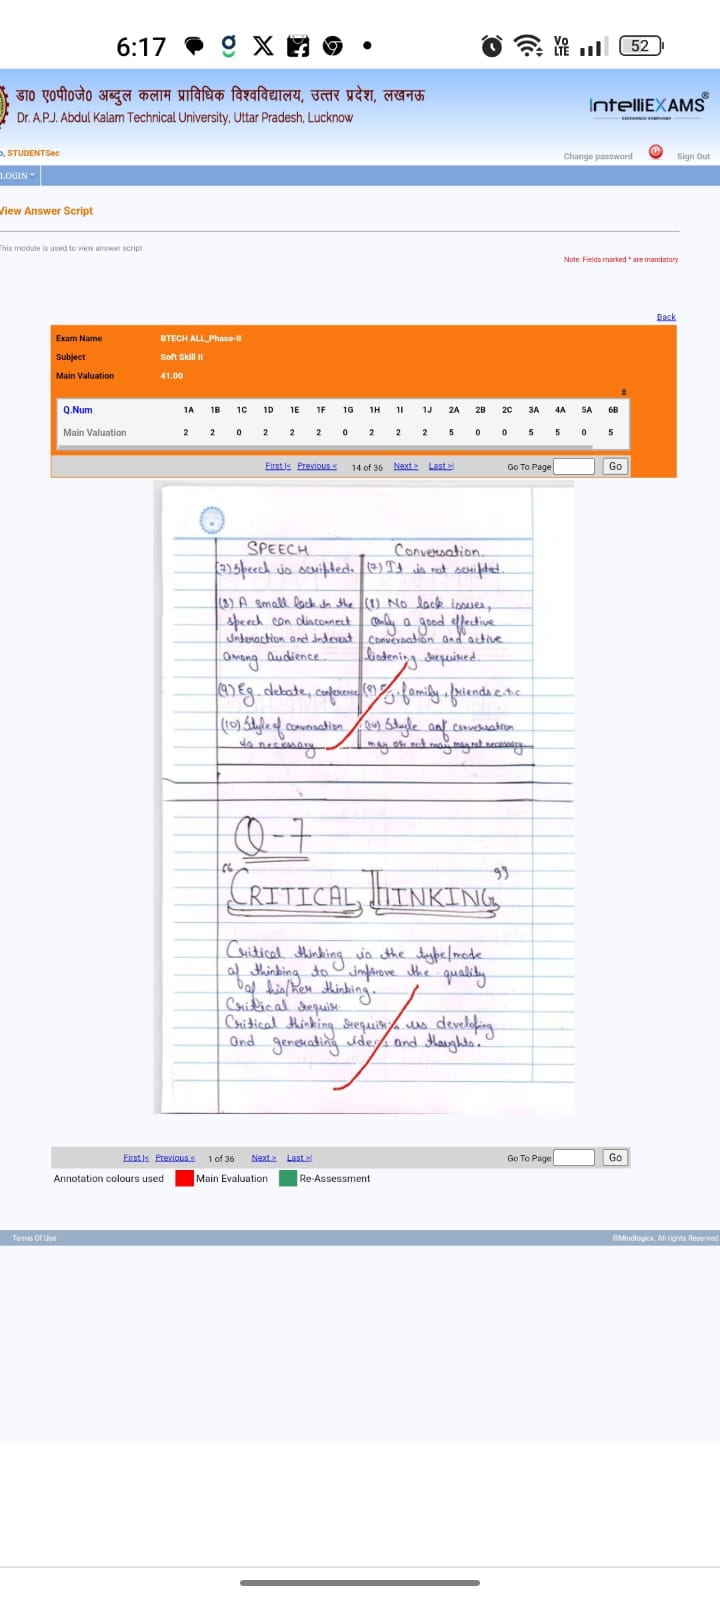 6:17
VoLTE
52
डा० ए०पी०जे० अब्दुल कलाम प्राविधिक विश्वविद्यालय, उत्तर प्रदेश, लखनऊ
Dr. A.P.J. Abdul Kalam Technical University, Uttar Pradesh, Lucknow
IntelliEXAMS®
o, STUDENTSec
Change password
Sign Out
LOGIN
View Answer Script
This module is used to view answer script
Note: Fields marked * are mandatory
Back
Exam Name BTECH ALL_Phase-II
Subject Soft Skill II
Main Valuation 41.00
Q.Num 1A 1B 1C 1D 1E 1F 1G 1H 1I 1J 2A 2B 2C 3A 4A 5A 6B
Main Valuation 2 2 0 2 2 2 0 2 2 2 5 0 0 5 5 0 5
First|< Previous< 14 of 36 Next> Last>| Go To Page Go
SPEECH Conversation.
(7) Speech is scripted. (7) It is not scripted.
(8) A small lack in the (8) No lack issues,
speech can disconnect only a good effective
interaction and interest conversation and active
among audience. listening required.
(9) Eg. debate, conference (9) Eg. family, friends e.t.c
(10) Style of conversation (10) Style of conversation
is necessary may or not may may not necessary.
Q-7
"CRITICAL THINKING"
Critical thinking is the type/mode
of thinking to improve the quality
of his/her thinking.
Critical require
Critical thinking requires us developing
and generating ideas and thoughts.
First|< Previous< 1 of 36 Next> Last>| Go To Page Go
Annotation colours used Main Evaluation Re-Assessment
Terms Of Use ©Mindlogicx. All rights Reserved